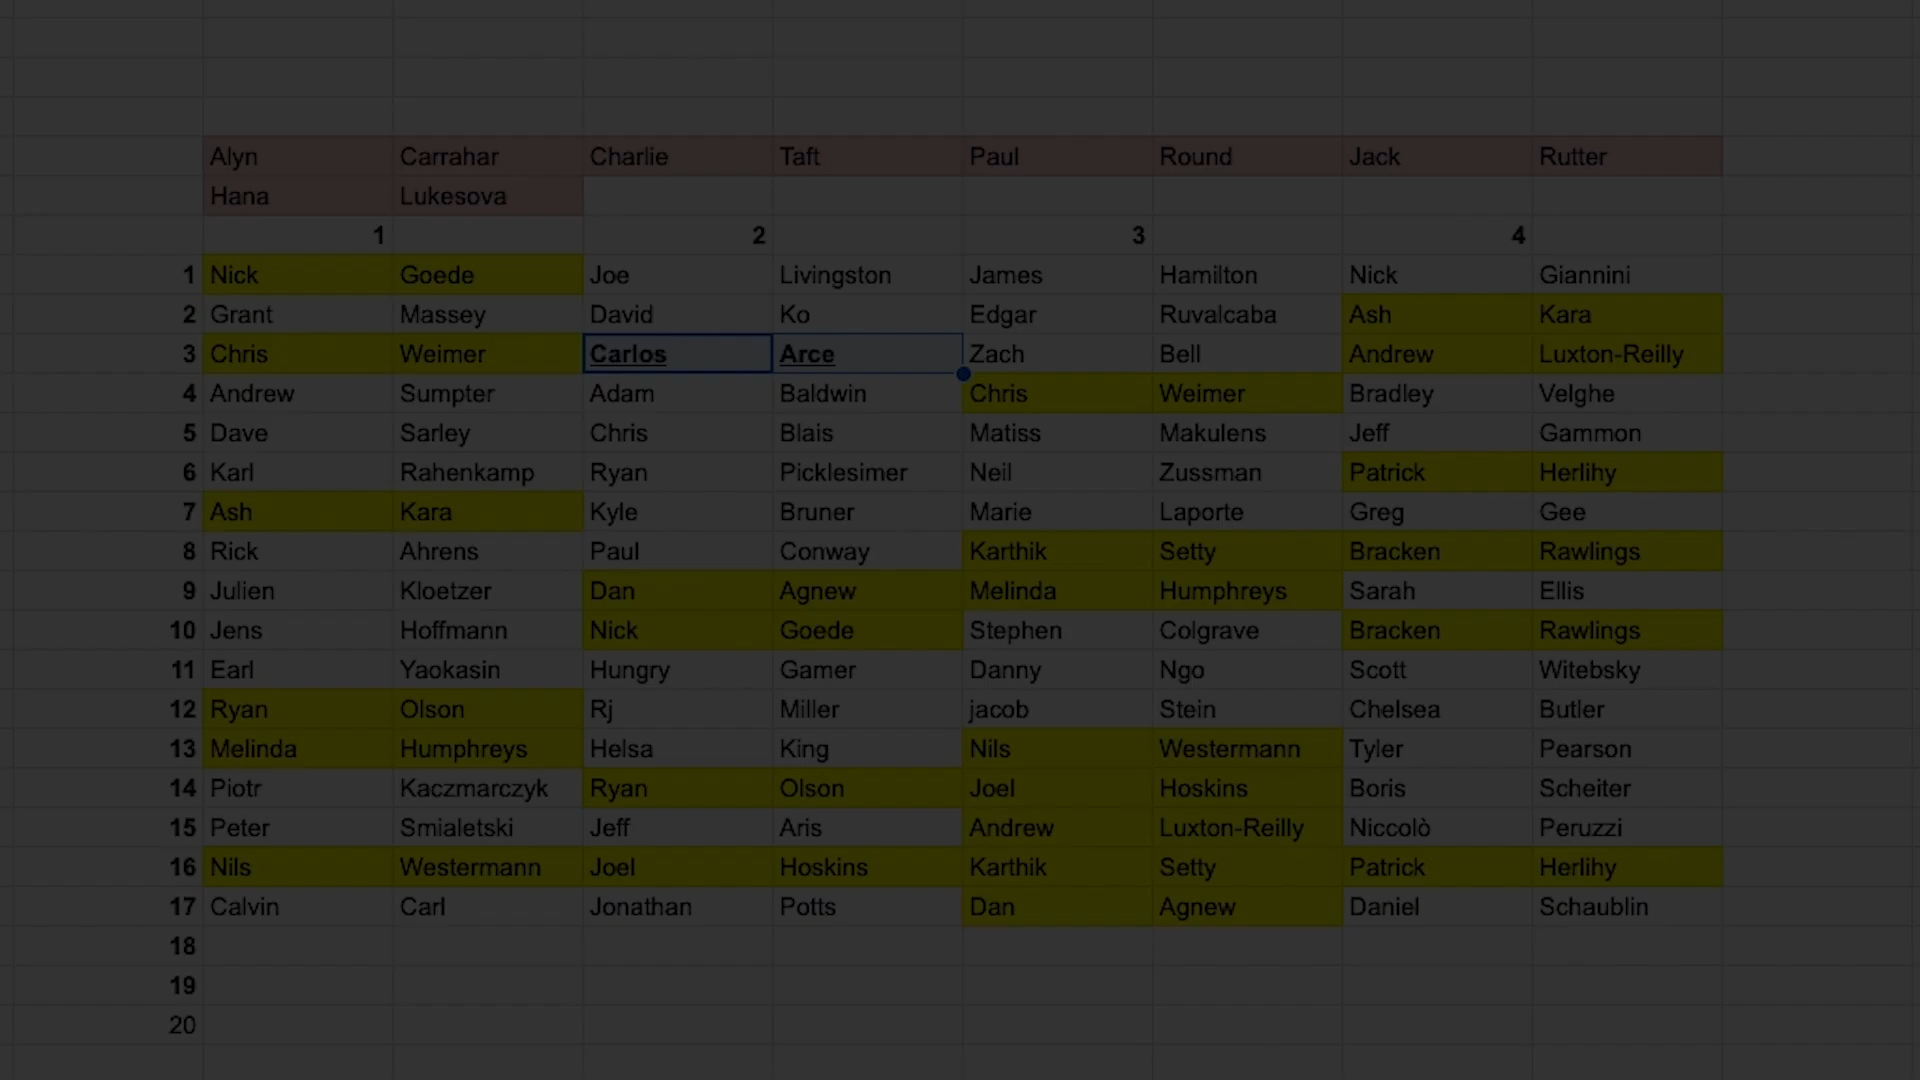 Alyn Carrahar Charlie Taft Paul Round Jack Rutter
Hana Lukesova
1 2 3 4
1 Nick Goede Joe Livingston James Hamilton Nick Giannini
2 Grant Massey David Ko Edgar Ruvalcaba Ash Kara
3 Chris Weimer Carlos Arce Zach Bell Andrew Luxton-Reilly
4 Andrew Sumpter Adam Baldwin Chris Weimer Bradley Velghe
5 Dave Sarley Chris Blais Matiss Makulens Jeff Gammon
6 Karl Rahenkamp Ryan Picklesimer Neil Zussman Patrick Herlihy
7 Ash Kara Kyle Bruner Marie Laporte Greg Gee
8 Rick Ahrens Paul Conway Karthik Setty Bracken Rawlings
9 Julien Kloetzer Dan Agnew Melinda Humphreys Sarah Ellis
10 Jens Hoffmann Nick Goede Stephen Colgrave Bracken Rawlings
11 Earl Yaokasin Hungry Gamer Danny Ngo Scott Witebsky
12 Ryan Olson Rj Miller jacob Stein Chelsea Butler
13 Melinda Humphreys Helsa King Nils Westermann Tyler Pearson
14 Piotr Kaczmarczyk Ryan Olson Joel Hoskins Boris Scheiter
15 Peter Smialetski Jeff Aris Andrew Luxton-Reilly Niccolò Peruzzi
16 Nils Westermann Joel Hoskins Karthik Setty Patrick Herlihy
17 Calvin Carl Jonathan Potts Dan Agnew Daniel Schaublin
18
19
20